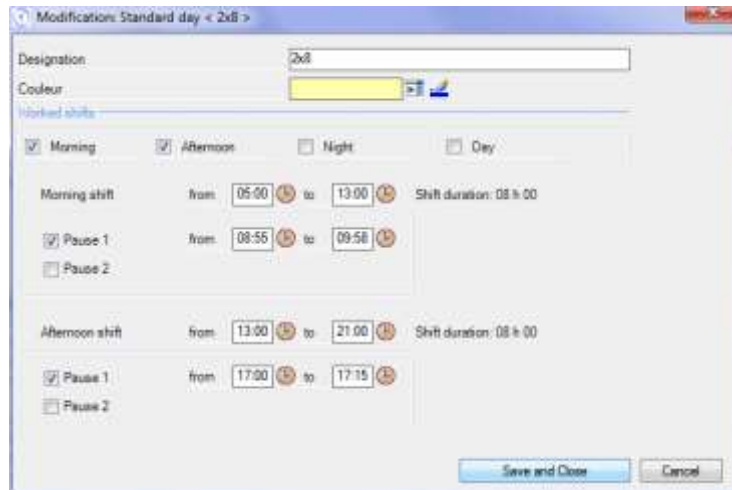 Modification: Standard day < 2x8 >
Designation 2x8
Couleur
Worked shifts
Morning Afternoon Night Day
Morning shift from 05:00 to 13:00 Shift duration: 08 h 00
Pause 1 from 08:55 to 09:58
Pause 2
Afternoon shift from 13:00 to 21:00 Shift duration: 08 h 00
Pause 1 from 17:00 to 17:15
Pause 2
Save and Close Cancel